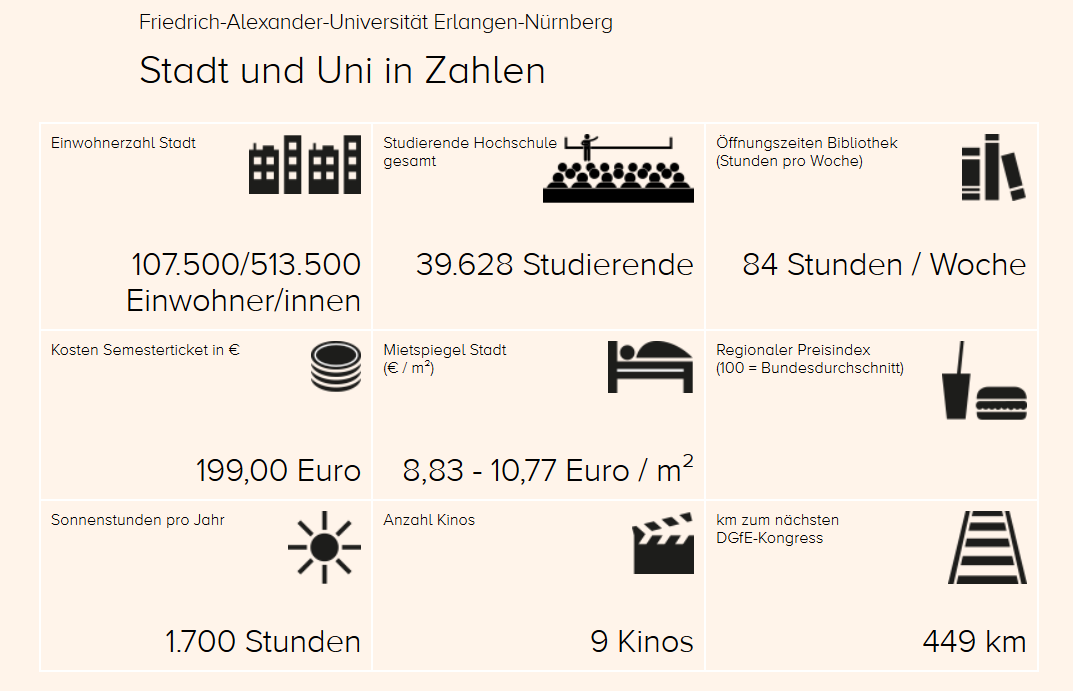 Friedrich-Alexander-Universität Erlangen-Nürnberg
Stadt und Uni in Zahlen
Einwohnerzahl Stadt
107.500/513.500
Einwohner/innen
Studierende Hochschule
gesamt
39.628 Studierende
Öffnungszeiten Bibliothek
(Stunden pro Woche)
84 Stunden / Woche
Kosten Semesterticket in €
199,00 Euro
Mietspiegel Stadt
(€ / m²)
8,83 - 10,77 Euro / m²
Regionaler Preisindex
(100 = Bundesdurchschnitt)
Sonnenstunden pro Jahr
1.700 Stunden
Anzahl Kinos
9 Kinos
km zum nächsten
DGfE-Kongress
449 km